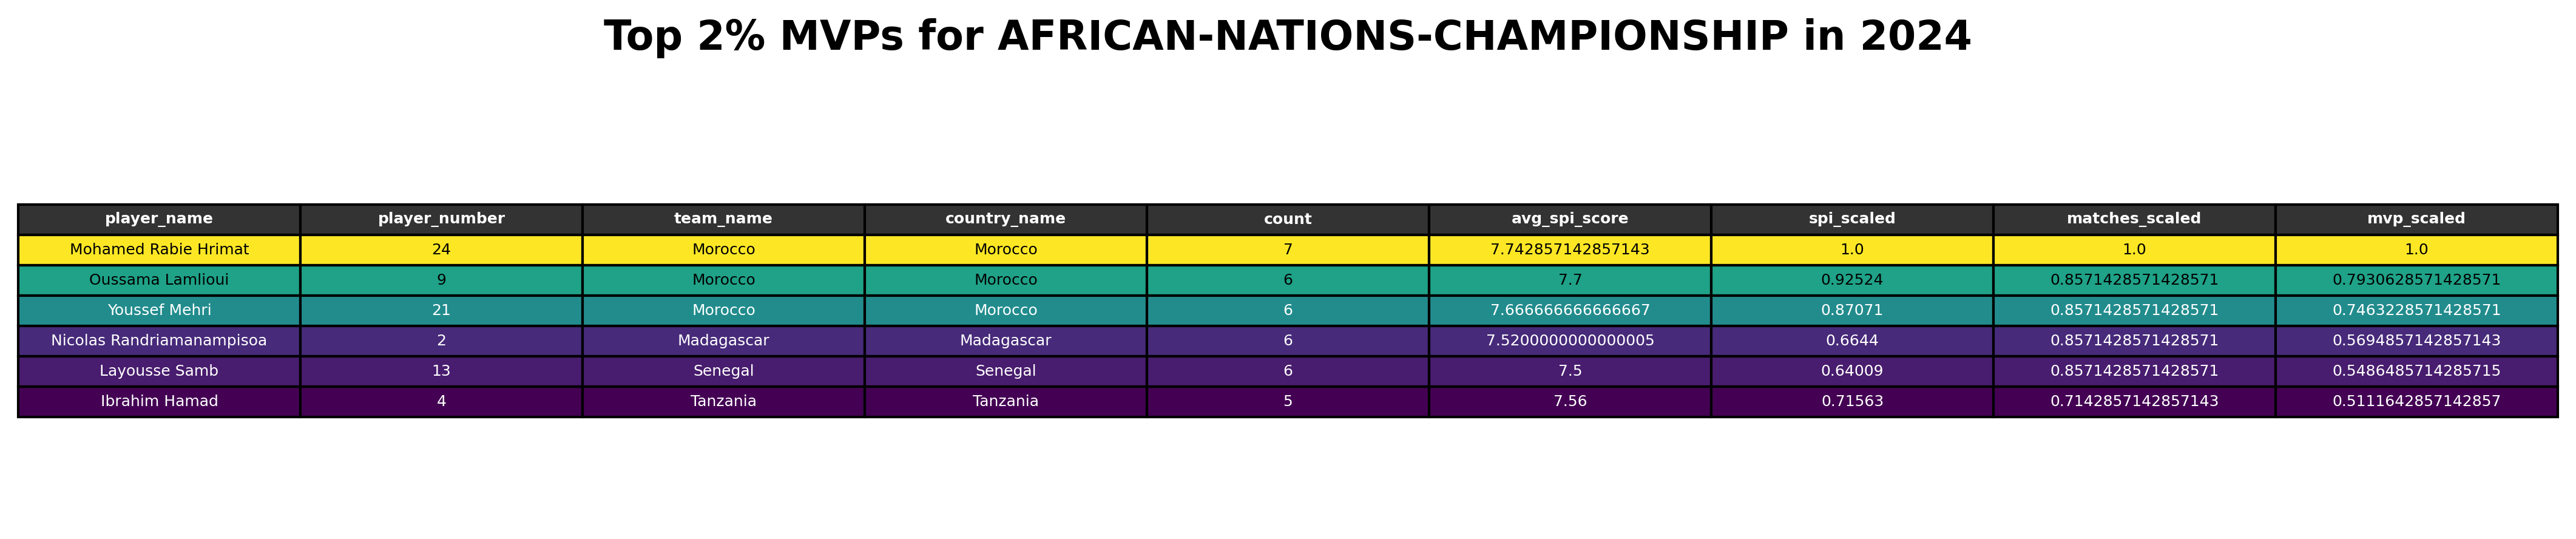 Top 2% MVPs for AFRICAN-NATIONS-CHAMPIONSHIP in 2024
player_name player_number team_name country_name count avg_spi_score spi_scaled matches_scaled mvp_scaled
Mohamed Rabie Hrimat 24 Morocco Morocco 7 7.742857142857143 1.0 1.0 1.0
Oussama Lamlioui 9 Morocco Morocco 6 7.7 0.92524 0.8571428571428571 0.7930628571428571
Youssef Mehri 21 Morocco Morocco 6 7.666666666666667 0.87071 0.8571428571428571 0.7463228571428571
Nicolas Randriamanampisoa 2 Madagascar Madagascar 6 7.5200000000000005 0.6644 0.8571428571428571 0.5694857142857143
Layousse Samb 13 Senegal Senegal 6 7.5 0.64009 0.8571428571428571 0.5486485714285715
Ibrahim Hamad 4 Tanzania Tanzania 5 7.56 0.71563 0.7142857142857143 0.5111642857142857